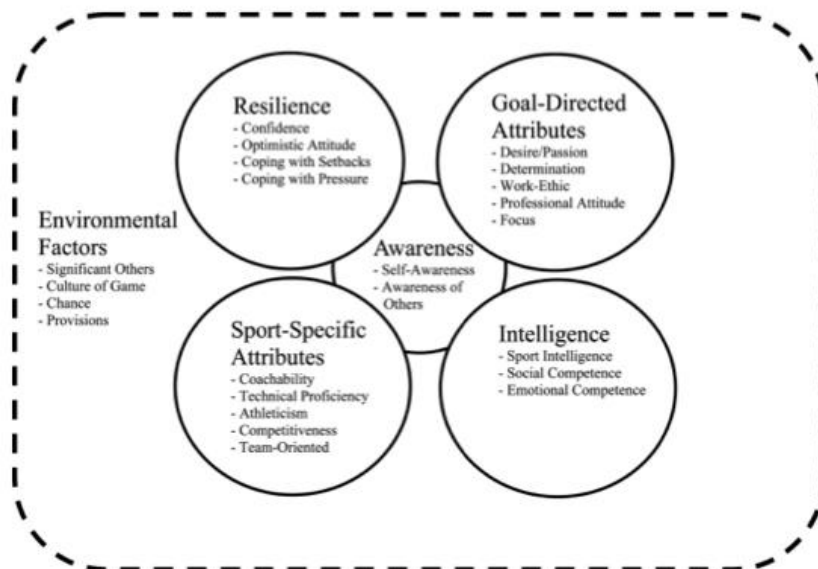 Resilience
- Confidence
- Optimistic Attitude
- Coping with Setbacks
- Coping with Pressure
Goal-Directed
Attributes
- Desire/Passion
- Determination
- Work-Ethic
- Professional Attitude
- Focus
Environmental
Factors
- Significant Others
- Culture of Game
- Chance
- Provisions
Awareness
- Self-Awareness
- Awareness of
Others
Sport-Specific
Attributes
- Coachability
- Technical Proficiency
- Athleticism
- Competitiveness
- Team-Oriented
Intelligence
- Sport Intelligence
- Social Competence
- Emotional Competence